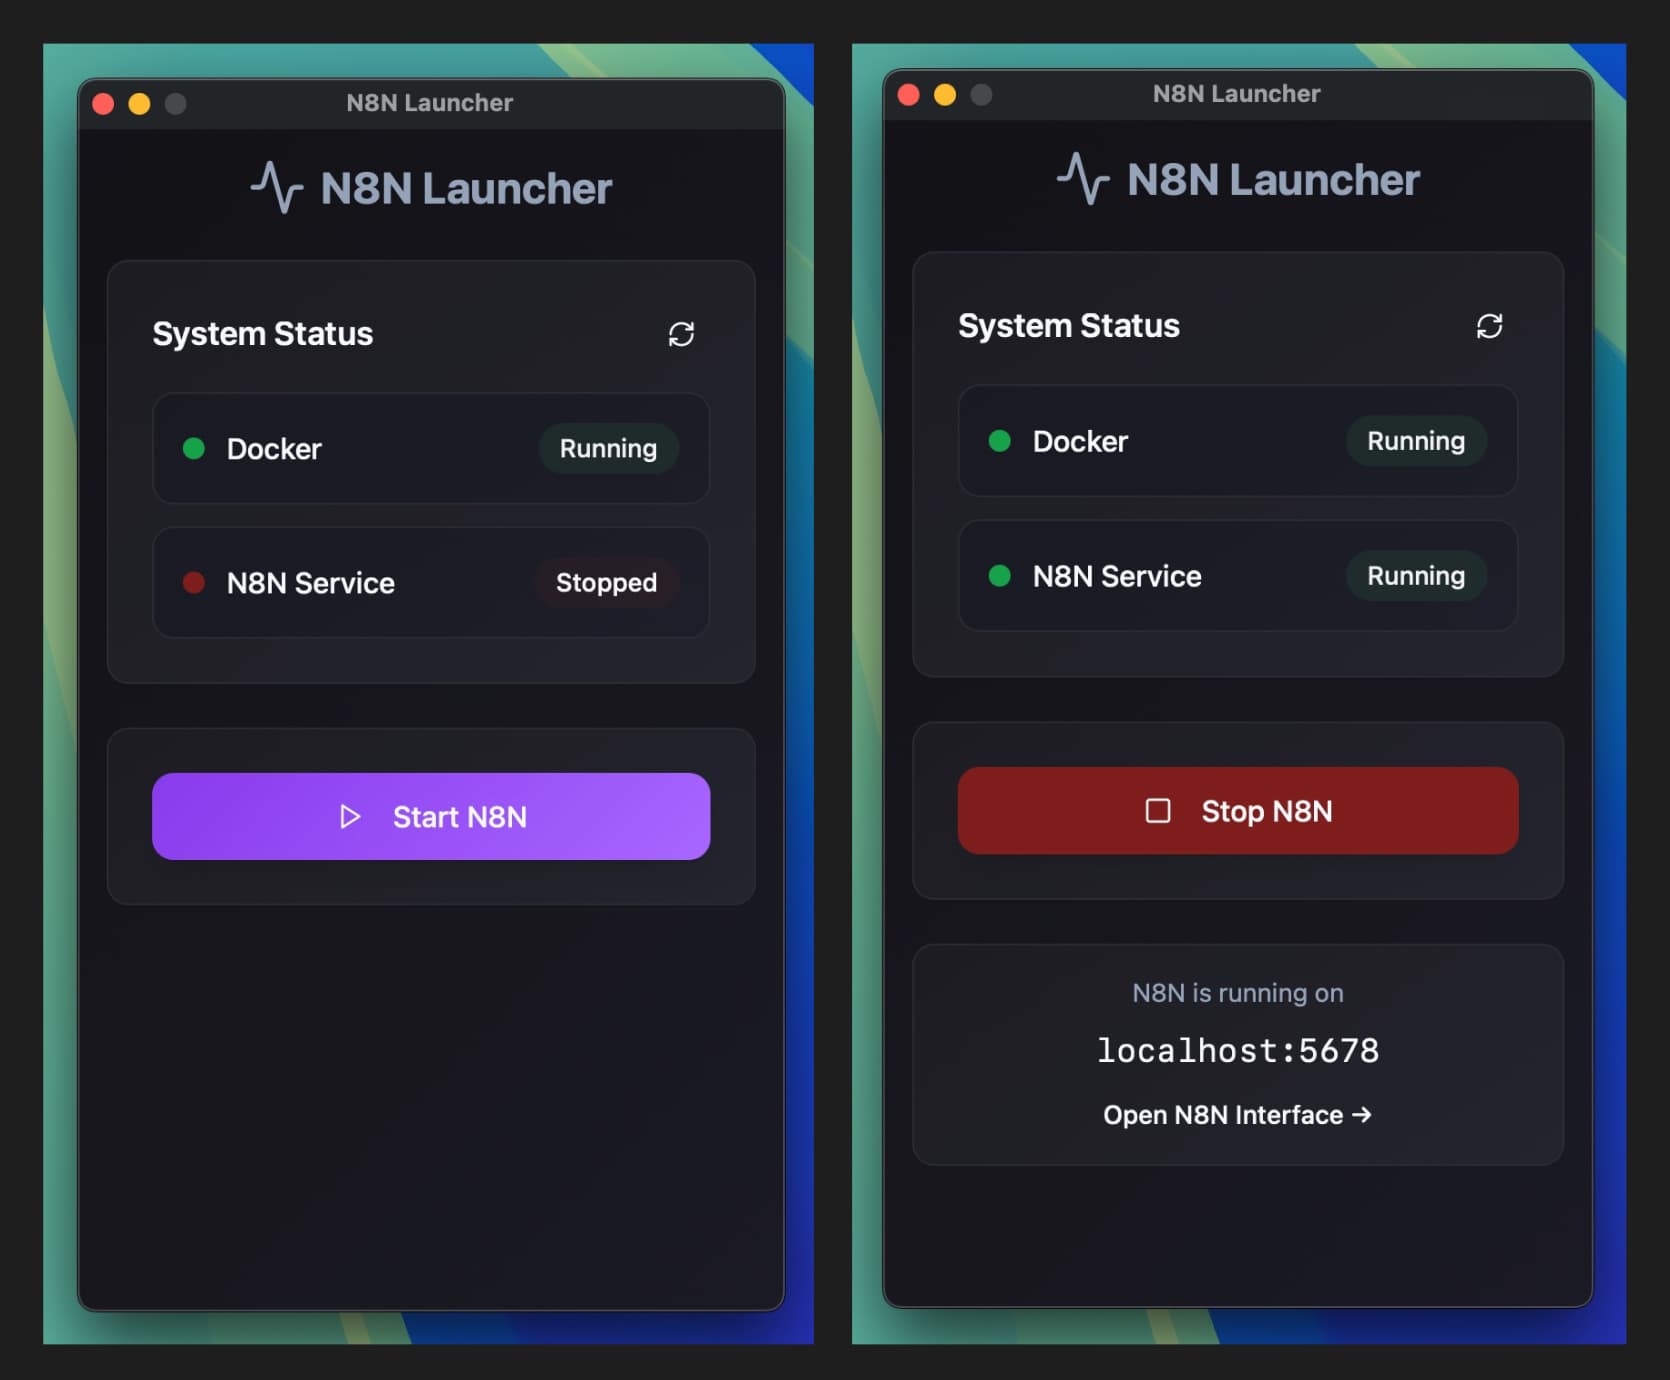 N8N Launcher
N8N Launcher
System Status
Docker
Running
N8N Service
Stopped
Start N8N
N8N Launcher
N8N Launcher
System Status
Docker
Running
N8N Service
Running
Stop N8N
N8N is running on
localhost:5678
Open N8N Interface →